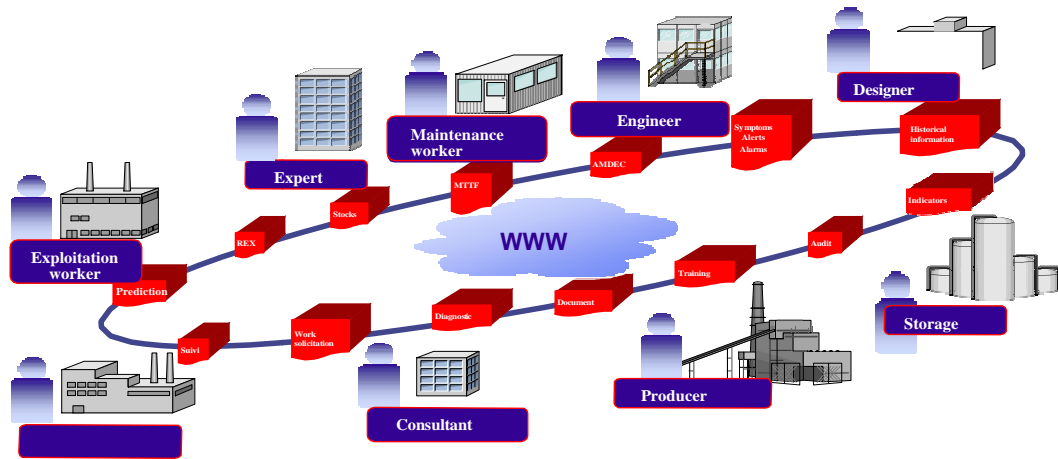 Designer
Engineer
Maintenance
worker
Expert
Exploitation
worker
Symptoms
Alerts
Alarms
Historical
information
AMDEC
MTTF
Stocks
REX
Prediction
Indicators
Audit
WWW
Training
Document
Diagnostic
Work
solicitation
Suivi
Storage
Producer
Consultant